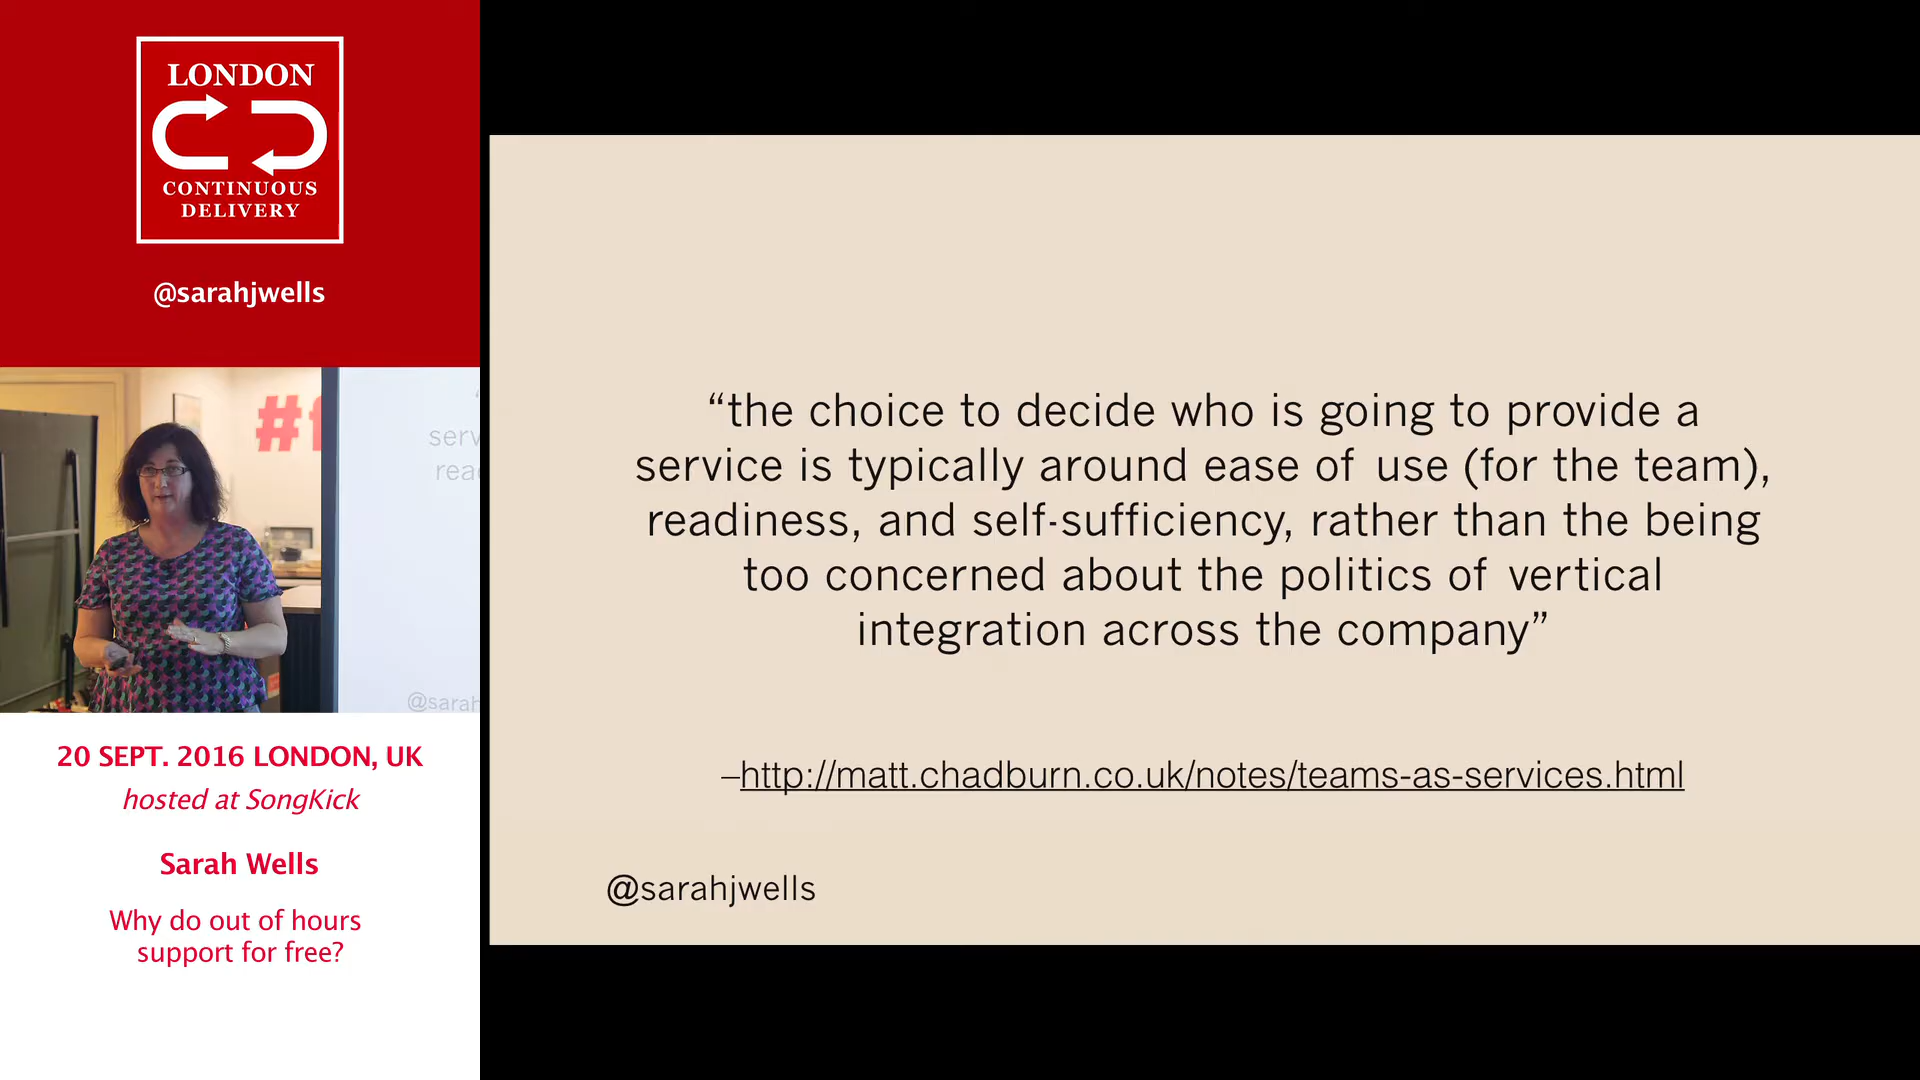 LONDON
CONTINUOUS
DELIVERY
@sarahjwells
#f
serv
read
@sarah
20 SEPT. 2016 LONDON, UK
hosted at SongKick
Sarah Wells
Why do out of hours
support for free?
“the choice to decide who is going to provide a
service is typically around ease of use (for the team),
readiness, and self-sufficiency, rather than the being
too concerned about the politics of vertical
integration across the company”
–http://matt.chadburn.co.uk/notes/teams-as-services.html
@sarahjwells